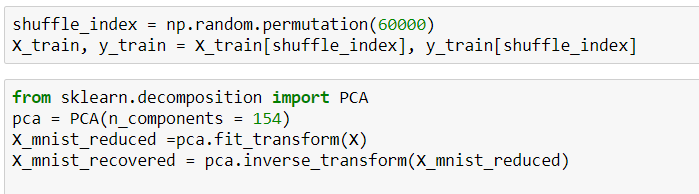 shuffle_index = np.random.permutation(60000)
X_train, y_train = X_train[shuffle_index], y_train[shuffle_index]
from sklearn.decomposition import PCA
pca = PCA(n_components = 154)
X_mnist_reduced =pca.fit_transform(X)
X_mnist_recovered = pca.inverse_transform(X_mnist_reduced)